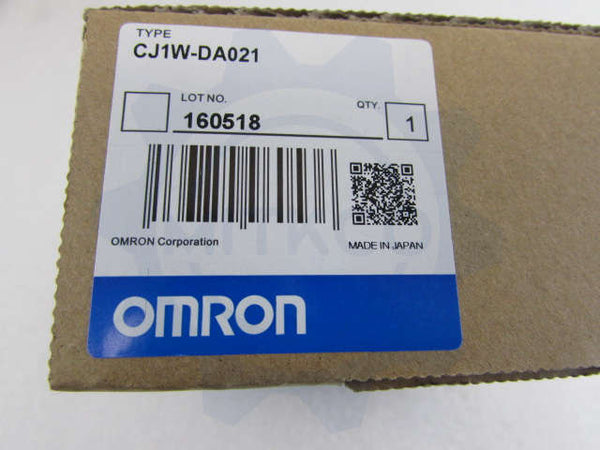 TYPE
CJ1W-DA021
LOT NO.
QTY.
160518
1
OMRON Corporation
MADE IN JAPAN
OMRON